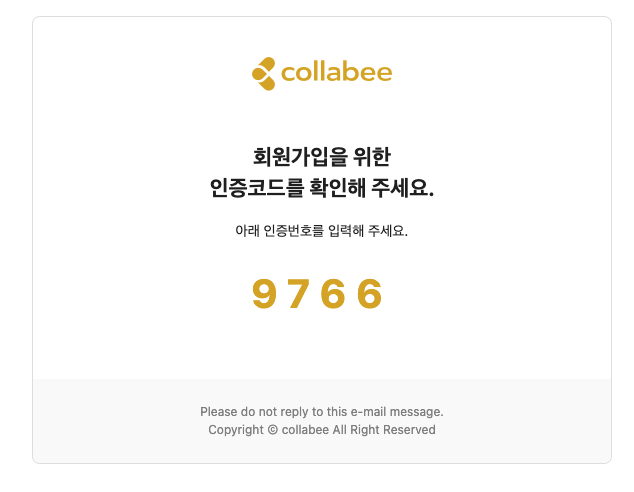 collabee
회원가입을 위한
인증코드를 확인해 주세요.
아래 인증번호를 입력해 주세요.
9766
Please do not reply to this e-mail message.
Copyright © collabee All Right Reserved